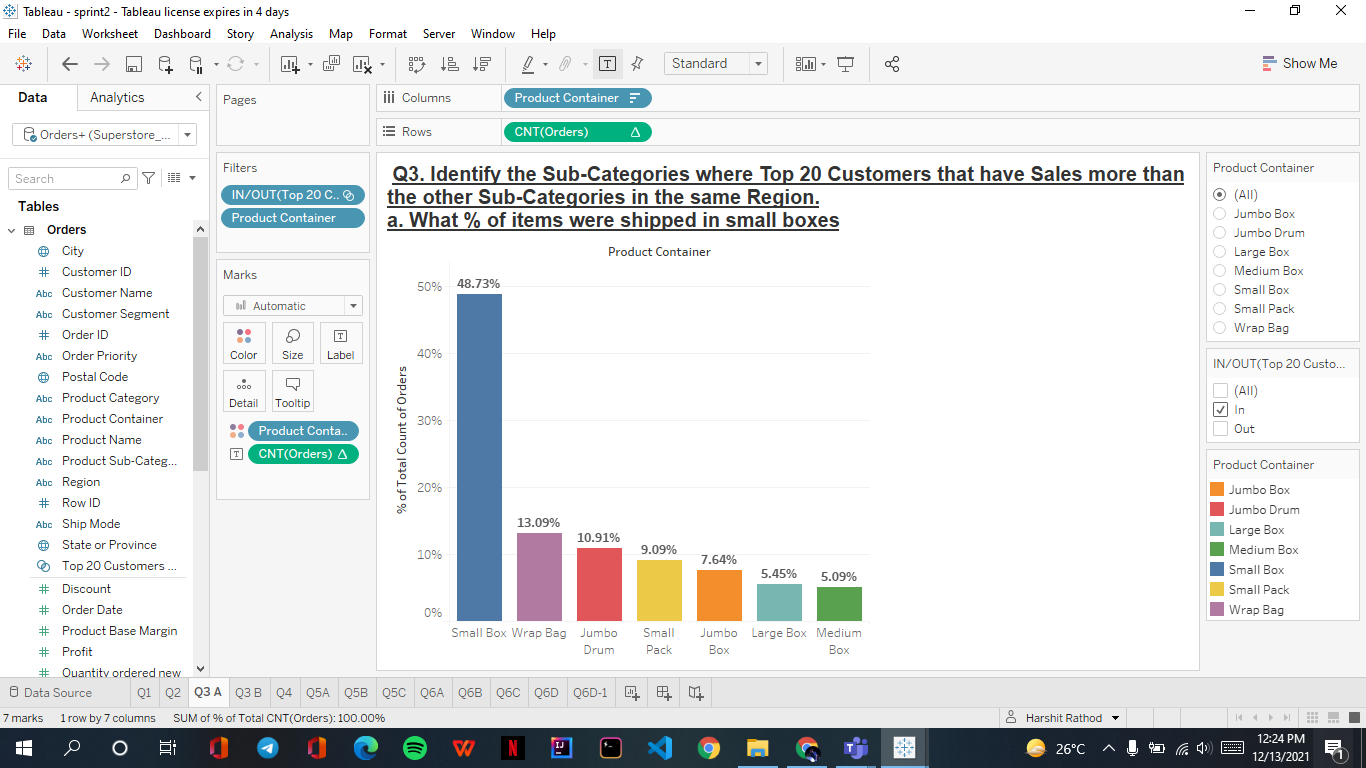 Tableau - sprint2 - Tableau license expires in 4 days
File Data Worksheet Dashboard Story Analysis Map Format Server Window Help
Standard
Show Me
Data Analytics
Orders+ (Superstore_...
Search
Tables
Orders
City
Customer ID
Abc Customer Name
Abc Customer Segment
Order ID
Abc Order Priority
Postal Code
Abc Product Category
Abc Product Container
Abc Product Name
Abc Product Sub-Categ...
Abc Region
Row ID
Abc Ship Mode
State or Province
Top 20 Customers ...
Discount
Order Date
Product Base Margin
Profit
Quantity ordered new
Pages
Filters
IN/OUT(Top 20 C..
Product Container
Marks
Automatic
Color Size Label
Detail Tooltip
Product Conta..
CNT(Orders)
Columns Product Container
Rows CNT(Orders)
Q3. Identify the Sub-Categories where Top 20 Customers that have Sales more than
the other Sub-Categories in the same Region.
a. What % of items were shipped in small boxes
Product Container
% of Total Count of Orders
50%
40%
30%
20%
10%
0%
48.73%
13.09%
10.91%
9.09%
7.64%
5.45%
5.09%
Small Box Wrap Bag Jumbo Small Jumbo Large Box Medium
Drum Pack Box Box
Product Container
(All)
Jumbo Box
Jumbo Drum
Large Box
Medium Box
Small Box
Small Pack
Wrap Bag
IN/OUT(Top 20 Custo...
(All)
In
Out
Product Container
Jumbo Box
Jumbo Drum
Large Box
Medium Box
Small Box
Small Pack
Wrap Bag
Data Source Q1 Q2 Q3 A Q3 B Q4 Q5A Q5B Q5C Q6A Q6B Q6C Q6D Q6D-1
7 marks 1 row by 7 columns SUM of % of Total CNT(Orders): 100.00%
Harshit Rathod
26°C
12:24 PM
12/13/2021
1